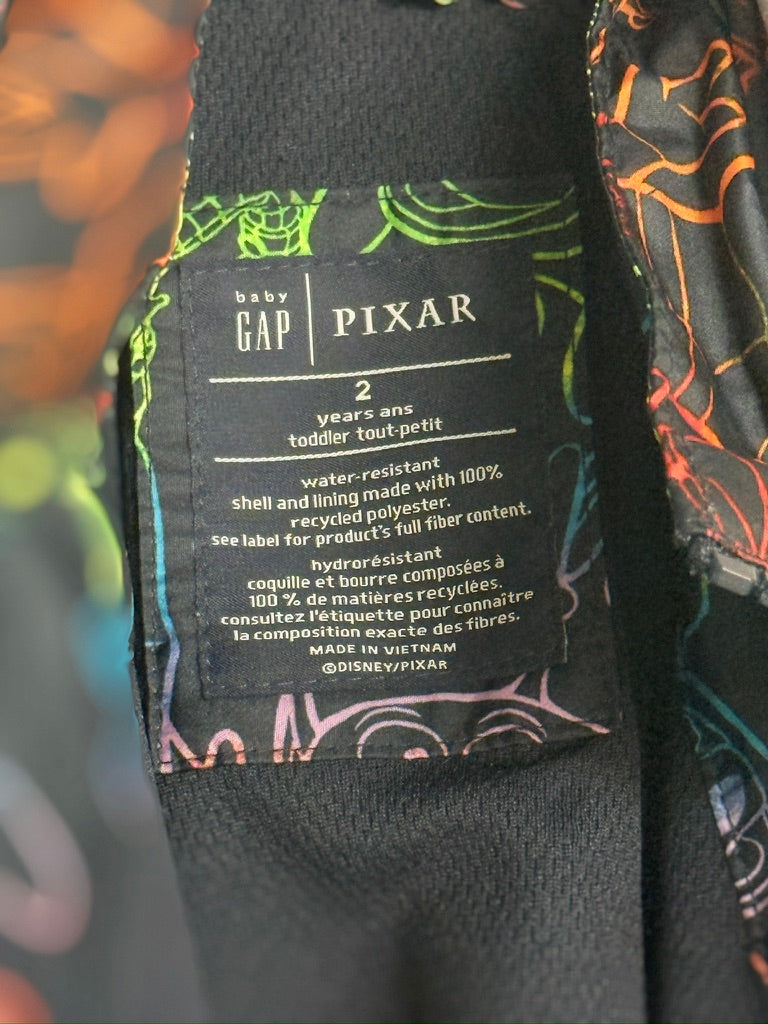 baby
GAP | PIXAR
2
years ans
toddler tout-petit
water-resistant
shell and lining made with 100%
recycled polyester.
see label for product's full fiber content.
hydrorésistant
coquille et bourre composées à
100 % de matières recyclées.
consultez l'étiquette pour connaître
la composition exacte des fibres.
MADE IN VIETNAM
©DISNEY/PIXAR